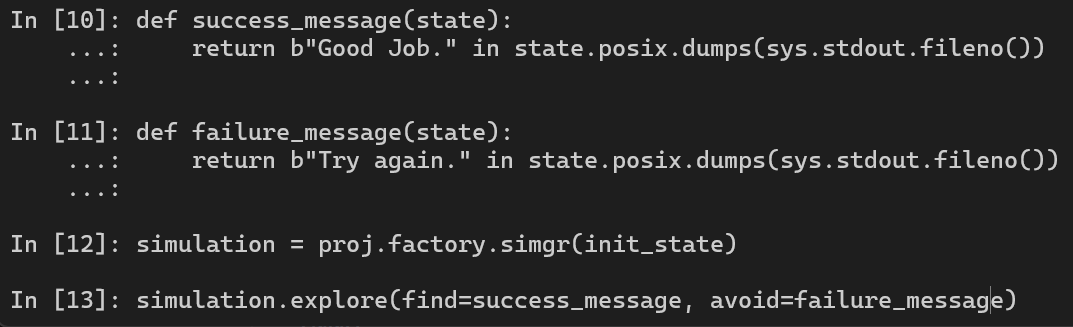 In [10]: def success_message(state):
    ...:     return b"Good Job." in state.posix.dumps(sys.stdout.fileno())
    ...:
In [11]: def failure_message(state):
    ...:     return b"Try again." in state.posix.dumps(sys.stdout.fileno())
    ...:
In [12]: simulation = proj.factory.simgr(init_state)
In [13]: simulation.explore(find=success_message, avoid=failure_message)